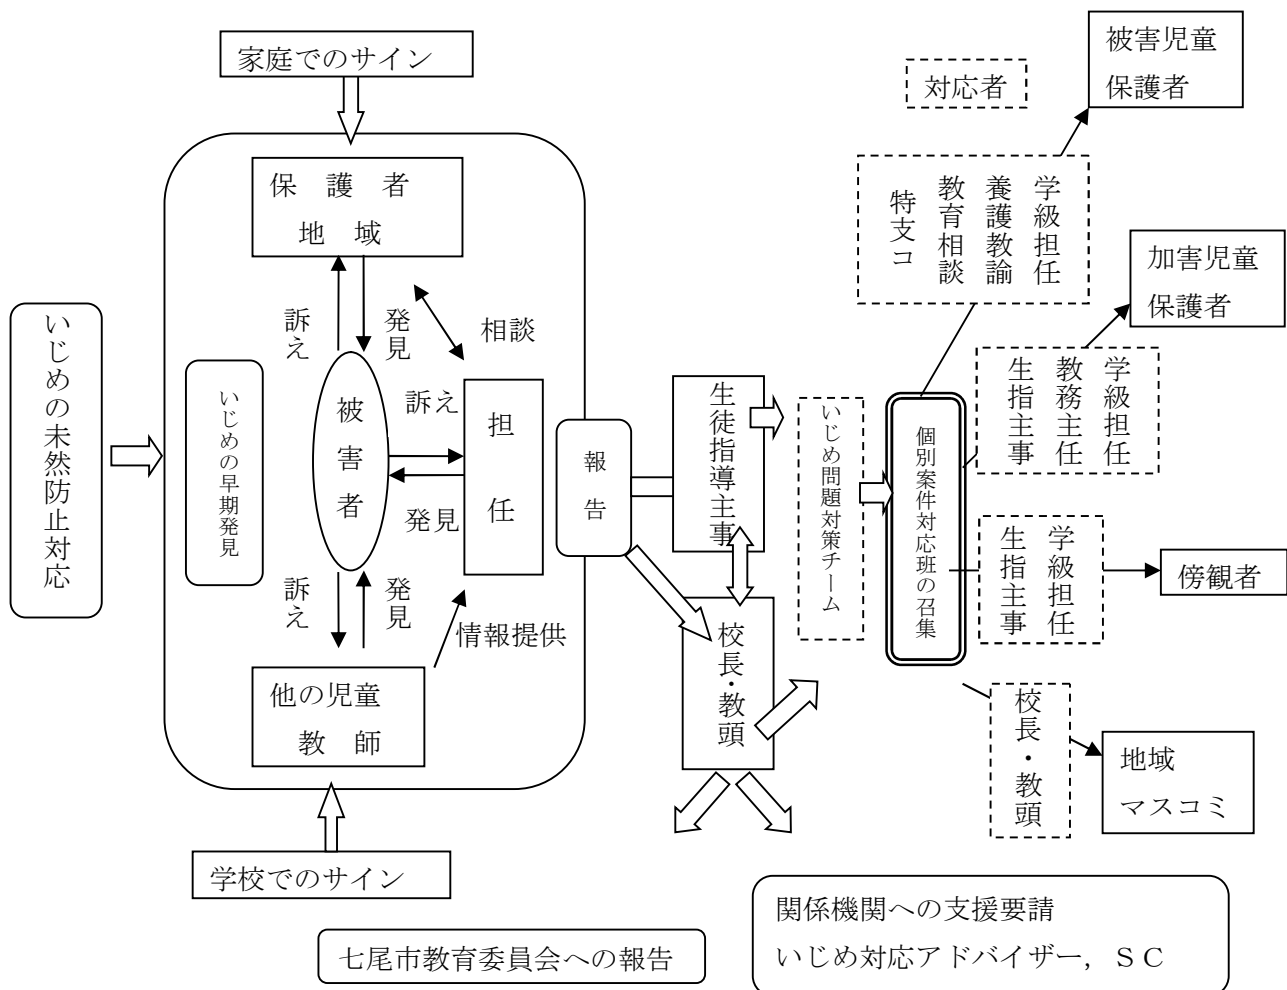 家庭でのサイン
保　護　者
地　域
訴え
発見
相談
いじめの未然防止対応
いじめの早期発見
被害者
訴え
発見
担任
訴え
発見
情報提供
他の児童
教　師
学校でのサイン
報告
生徒指導主事
校長・教頭
いじめ問題対策チーム
個別案件対応班の召集
対応者
学級担任
養護教諭
教育相談
特支コ
被害児童
保護者
学級担任
教務主任
生指主事
加害児童
保護者
学級担任
生指主事
傍観者
校長・教頭
地域
マスコミ
七尾市教育委員会への報告
関係機関への支援要請
いじめ対応アドバイザー，ＳＣ